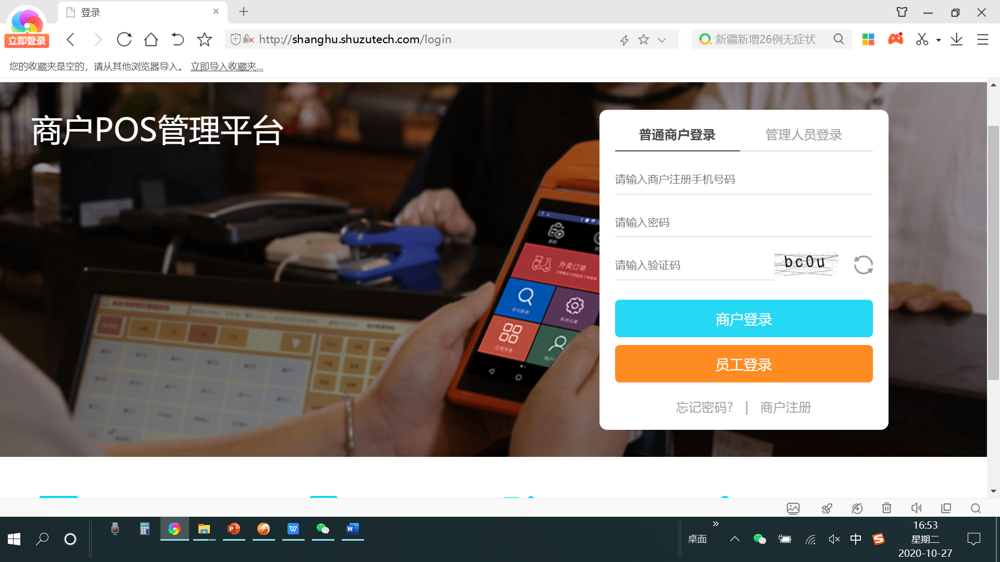 登录
立即登录
http://shanghu.shuzutech.com/login
新疆新增26例无症状
您的收藏夹是空的，请从其他浏览器导入。 立即导入收藏夹...
商户POS管理平台
普通商户登录 管理人员登录
请输入商户注册手机号码
请输入密码
请输入验证码
bc0u
商户登录
员工登录
忘记密码? | 商户注册
外卖订单
桌面
中
16:53
星期二
2020-10-27